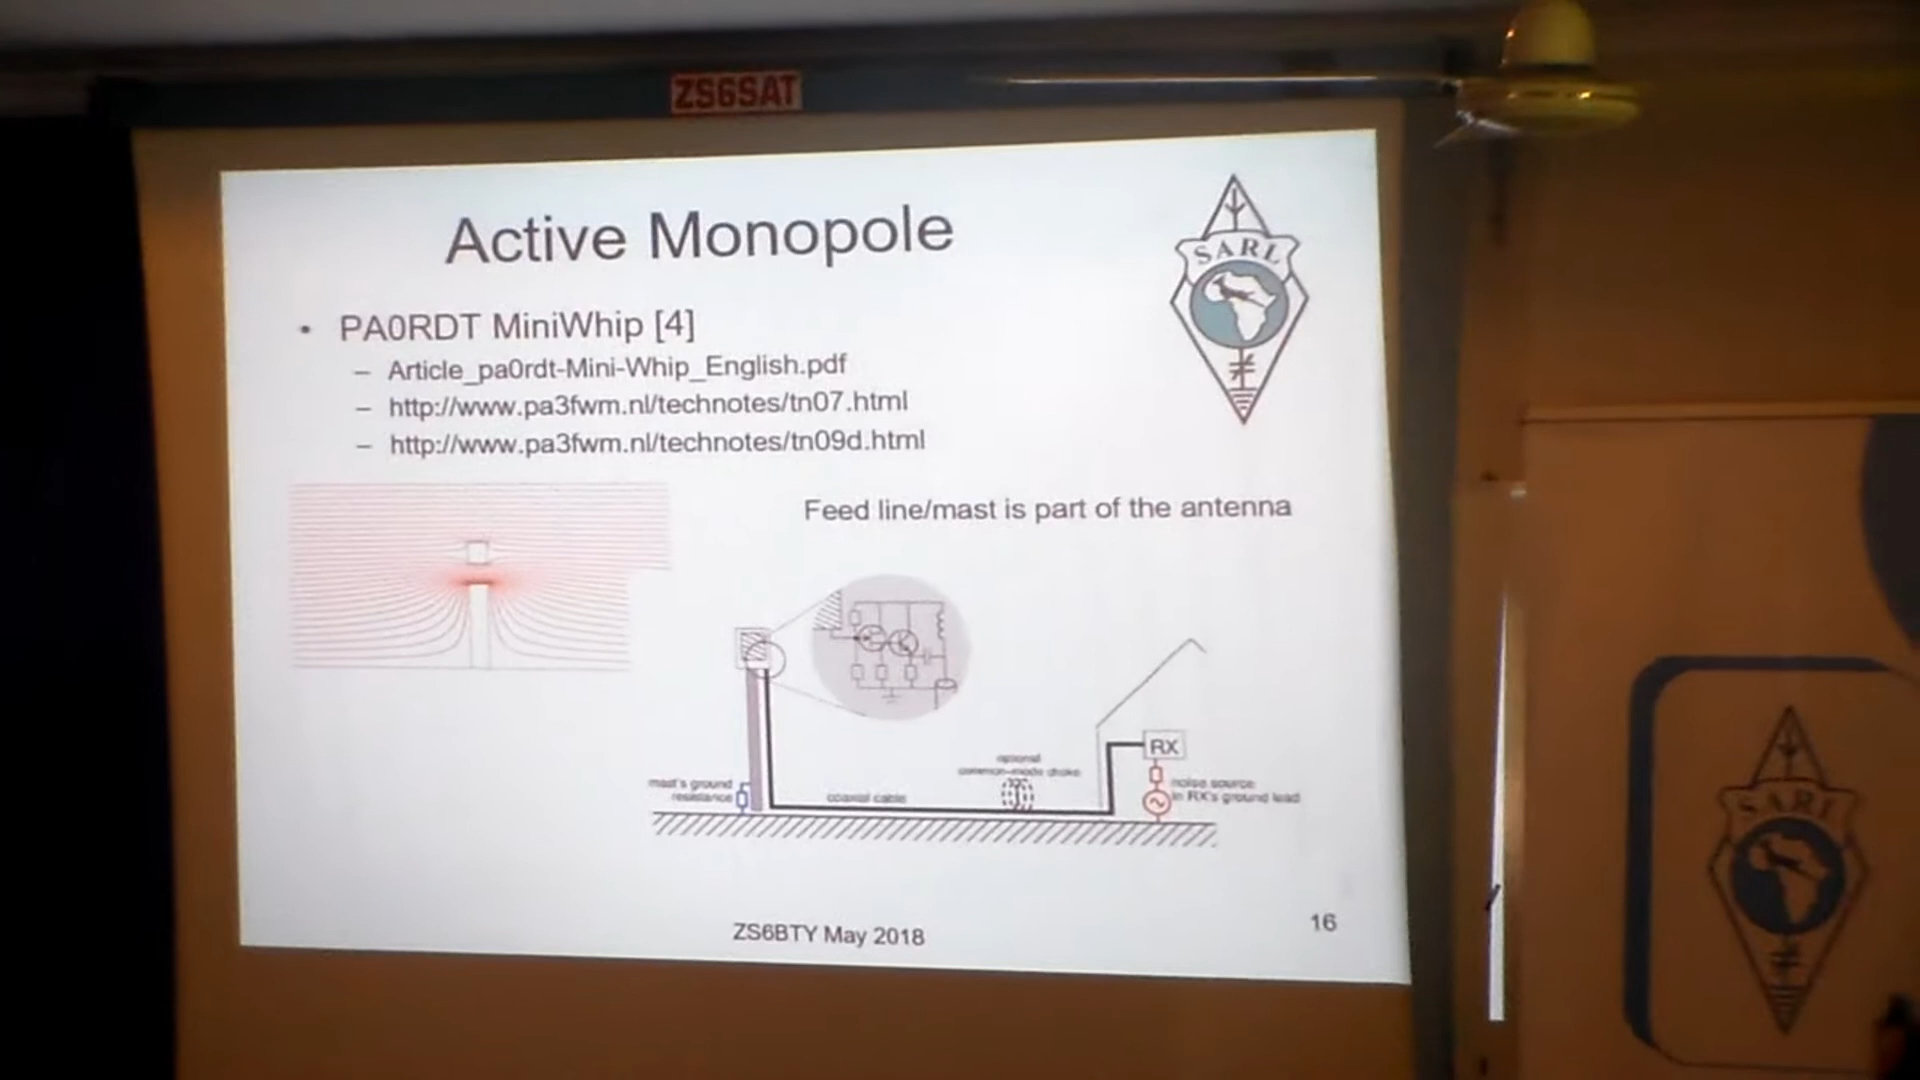 ZS6SAT
Active Monopole
SARL
• PA0RDT MiniWhip [4]
– Article_pa0rdt-Mini-Whip_English.pdf
– http://www.pa3fwm.nl/technotes/tn07.html
– http://www.pa3fwm.nl/technotes/tn09d.html
Feed line/mast is part of the antenna
optional
common-mode choke
RX
mast's ground
resistance
coaxial cable
noise source
in RX's ground lead
ZS6BTY May 2018
16
SARL